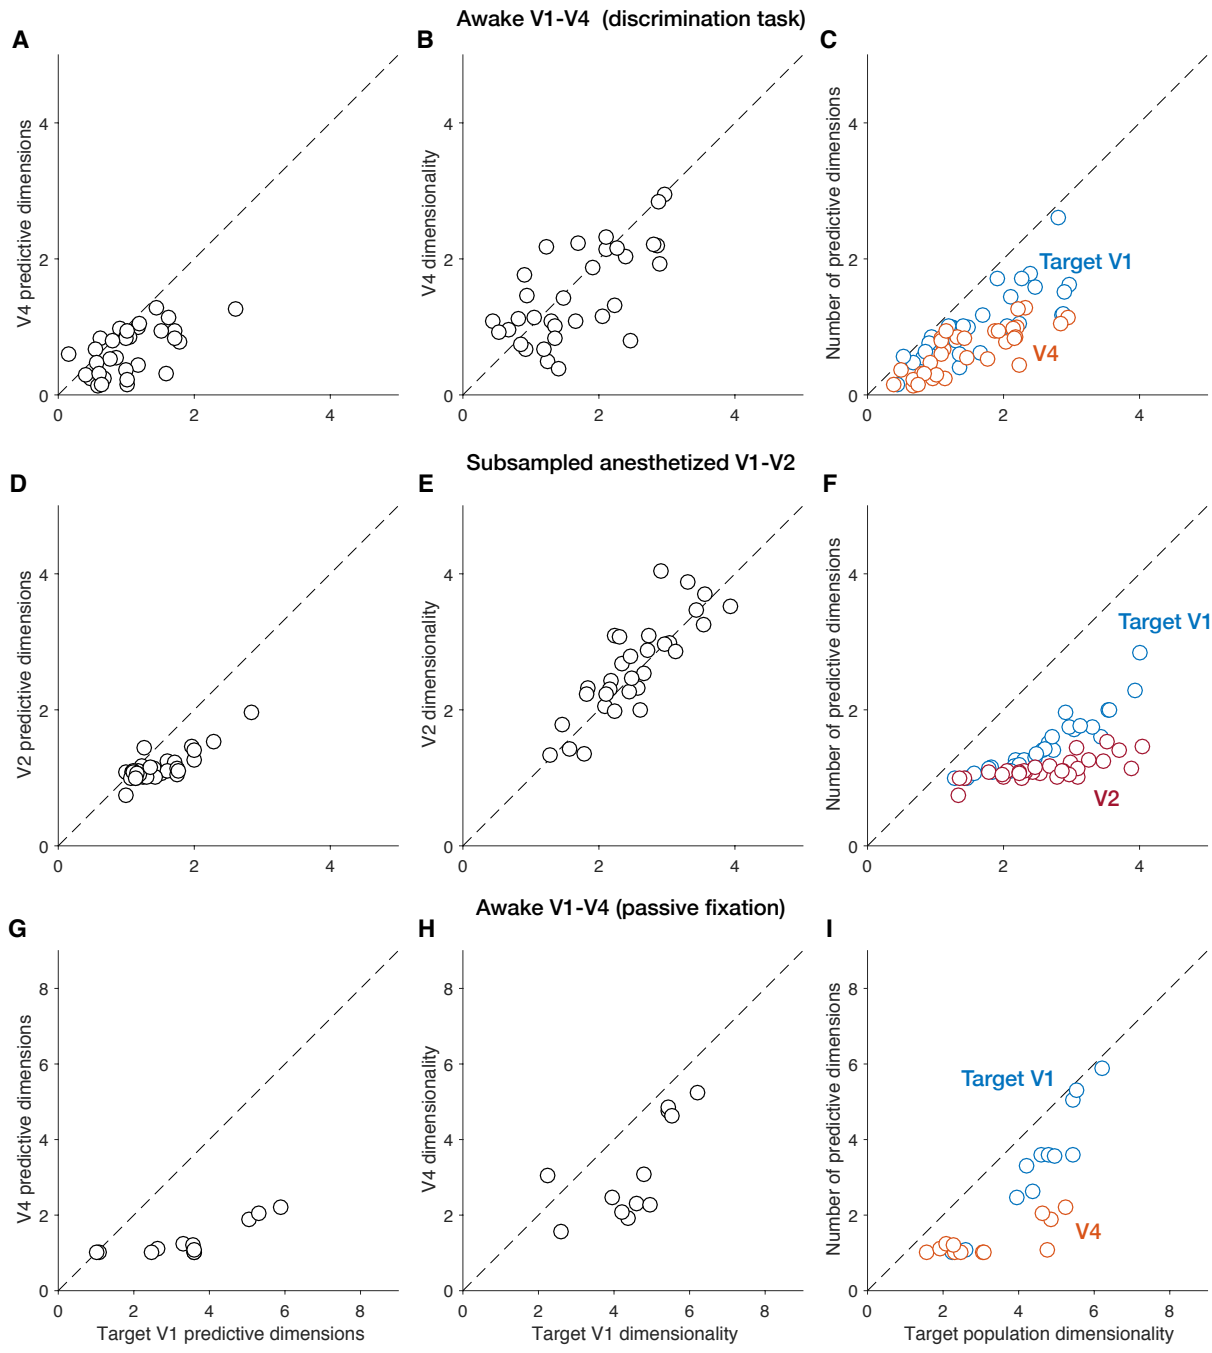 Awake V1-V4 (discrimination task)
A
B
C
V4 predictive dimensions
4
2
0
0
2
4
V4 dimensionality
4
2
0
0
2
4
Number of predictive dimensions
4
2
0
0
2
4
Target V1
V4
Subsampled anesthetized V1-V2
D
E
F
V2 predictive dimensions
4
2
0
0
2
4
V2 dimensionality
4
2
0
0
2
4
Number of predictive dimensions
4
2
0
0
2
4
Target V1
V2
Awake V1-V4 (passive fixation)
G
H
I
V4 predictive dimensions
8
6
4
2
0
0
2
4
6
8
Target V1 predictive dimensions
V4 dimensionality
8
6
4
2
0
0
2
4
6
8
Target V1 dimensionality
Number of predictive dimensions
8
6
4
2
0
0
2
4
6
8
Target V1
V4
Target population dimensionality